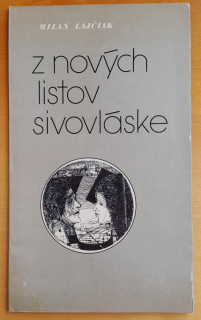 MILAN LAJČIAK
z nových
listov
sivovláske